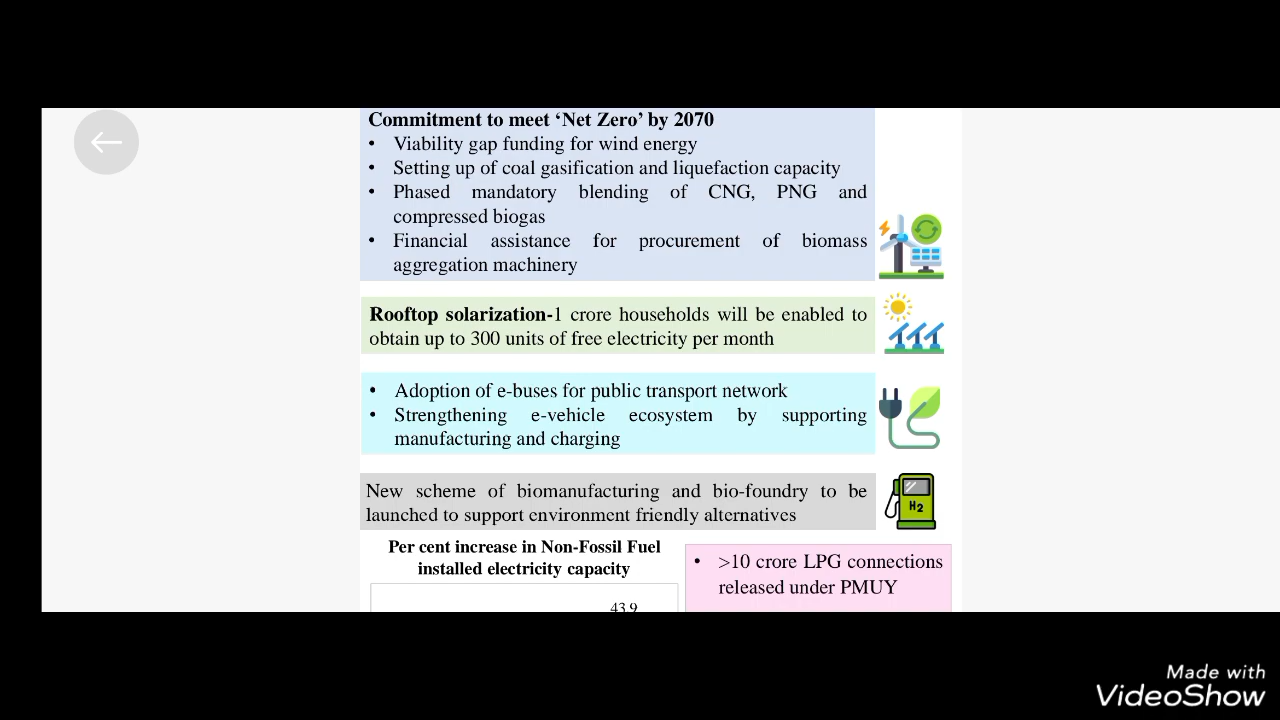 Commitment to meet ‘Net Zero’ by 2070
• Viability gap funding for wind energy
• Setting up of coal gasification and liquefaction capacity
• Phased mandatory blending of CNG, PNG and
compressed biogas
• Financial assistance for procurement of biomass
aggregation machinery
Rooftop solarization-1 crore households will be enabled to
obtain up to 300 units of free electricity per month
• Adoption of e-buses for public transport network
• Strengthening e-vehicle ecosystem by supporting
manufacturing and charging
New scheme of biomanufacturing and bio-foundry to be
launched to support environment friendly alternatives
H2
Per cent increase in Non-Fossil Fuel
installed electricity capacity
43.9
• >10 crore LPG connections
released under PMUY
Made with
VideoShow